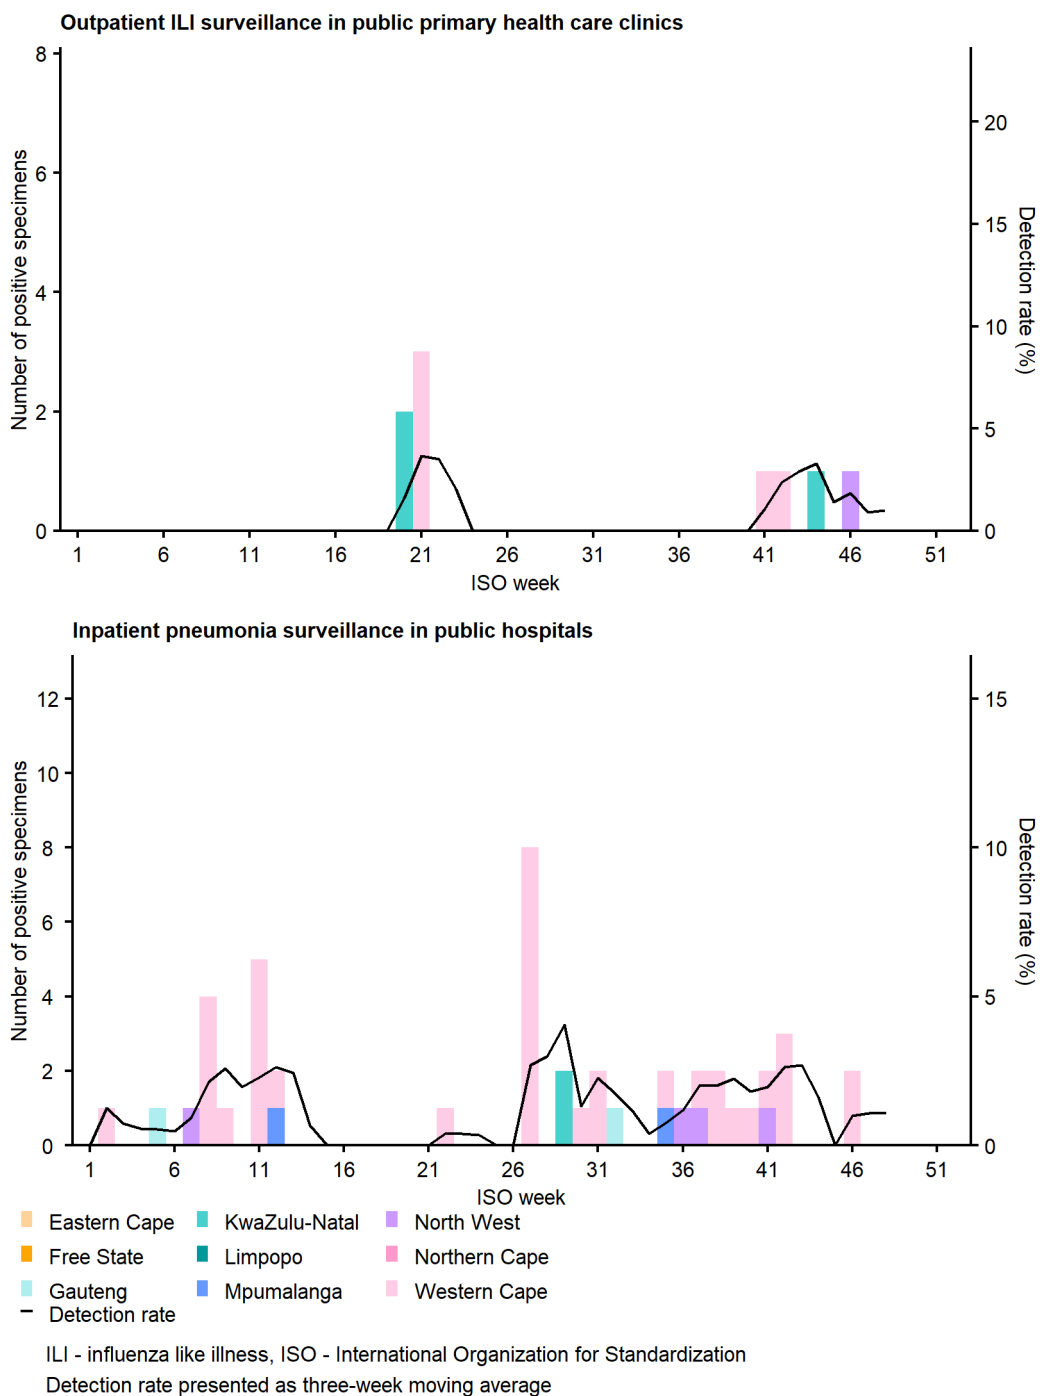 Outpatient ILI surveillance in public primary health care clinics
8
6
4
2
0
Number of positive specimens
20
15
10
5
0
Detection rate (%)
1 6 11 16 21 26 31 36 41 46 51
ISO week
Inpatient pneumonia surveillance in public hospitals
12
10
8
6
4
2
0
Number of positive specimens
15
10
5
0
Detection rate (%)
1 6 11 16 21 26 31 36 41 46 51
ISO week
Eastern Cape KwaZulu-Natal North West
Free State Limpopo Northern Cape
Gauteng Mpumalanga Western Cape
Detection rate
ILI - influenza like illness, ISO - International Organization for Standardization
Detection rate presented as three-week moving average